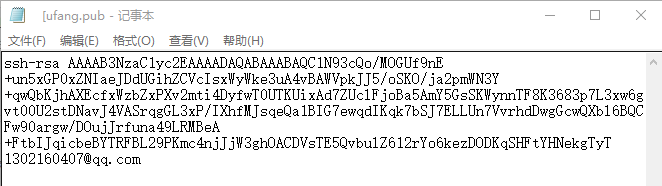 [ufang.pub - 记事本
文件(F) 编辑(E) 格式(O) 查看(V) 帮助(H)
ssh-rsa AAAAB3NzaC1yc2EAAAADAQABAAABAQC1N93cQo/MOGUf9nE
+un5xGP0xZNIaeJDdUGihZCVcIsxWyWke3uA4vBAWVpkJJ5/oSKO/ja2pmWN3Y
+qwQbKjhAXEcfxWzbZxPXv2mti4DyfwT0UTKUixAd7ZUc1FjoBa5AmY5GsSKWynnTF8K3683p7L3xw6g
vt00U2stDNavJ4VASrqgGL3xP/IXhfMJsqeQa1BIG7ewqdIKqk7bSJ7ELLUn7VvrhdDwgGcwQXb16BQC
Fw90argw/DOujJrfuna49LRMBeA
+FtbIJqicbeBYTRFBL29PKmc4njJjW3ghOACDVsTE5Qvbu1Z612rYo6kezDODKqSHFtYHNekgTyT
1302160407@qq.com